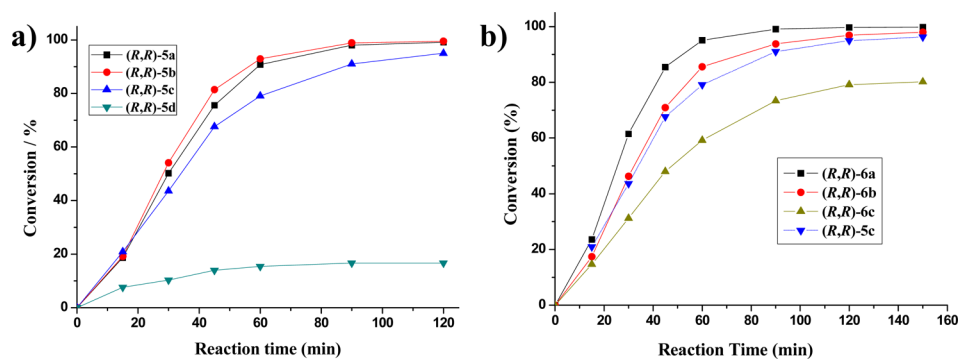 a)
Conversion / %
100
80
60
40
20
0
(R,R)-5a
(R,R)-5b
(R,R)-5c
(R,R)-5d
0 20 40 60 80 100 120
Reaction time (min)
b)
Conversion (%)
100
80
60
40
20
0
(R,R)-6a
(R,R)-6b
(R,R)-6c
(R,R)-5c
0 20 40 60 80 100 120 140 160
Reaction Time (min)